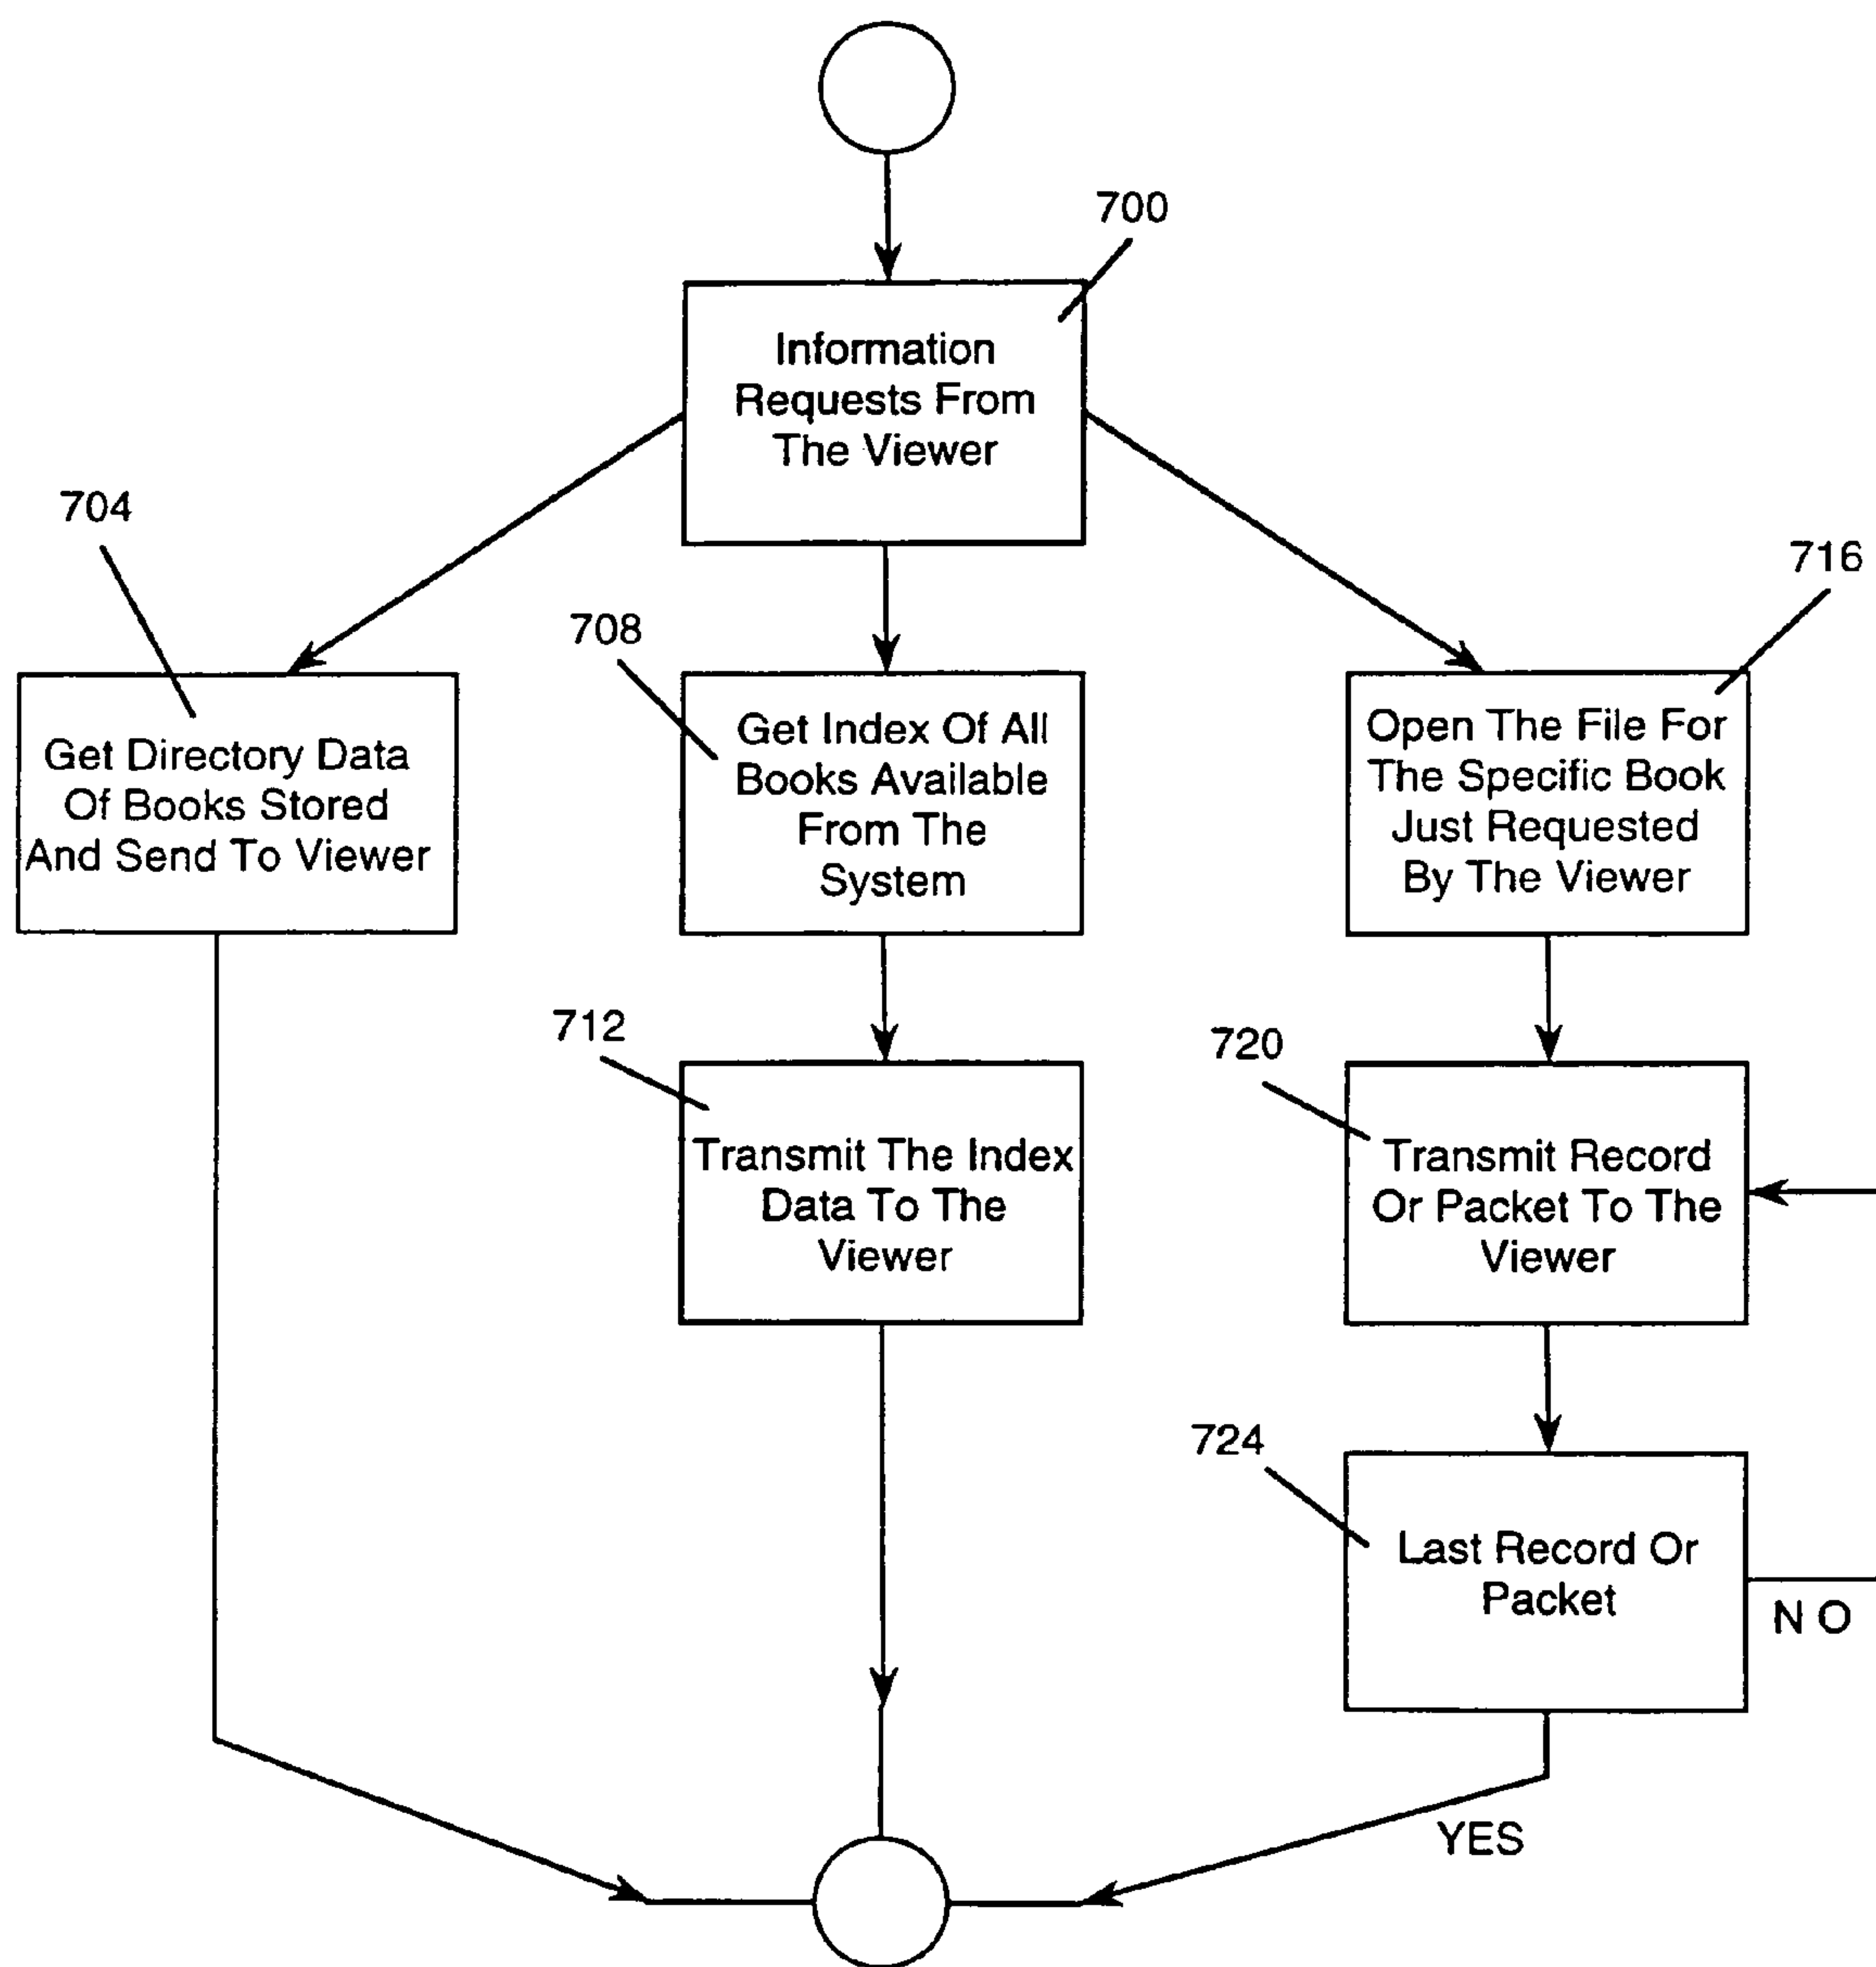 700
Information
Requests From
The Viewer
704
Get Directory Data
Of Books Stored
And Send To Viewer
708
Get Index Of All
Books Available
From The
System
716
Open The File For
The Specific Book
Just Requested
By The Viewer
712
Transmit The Index
Data To The
Viewer
720
Transmit Record
Or Packet To The
Viewer
724
Last Record Or
Packet
N O
YES